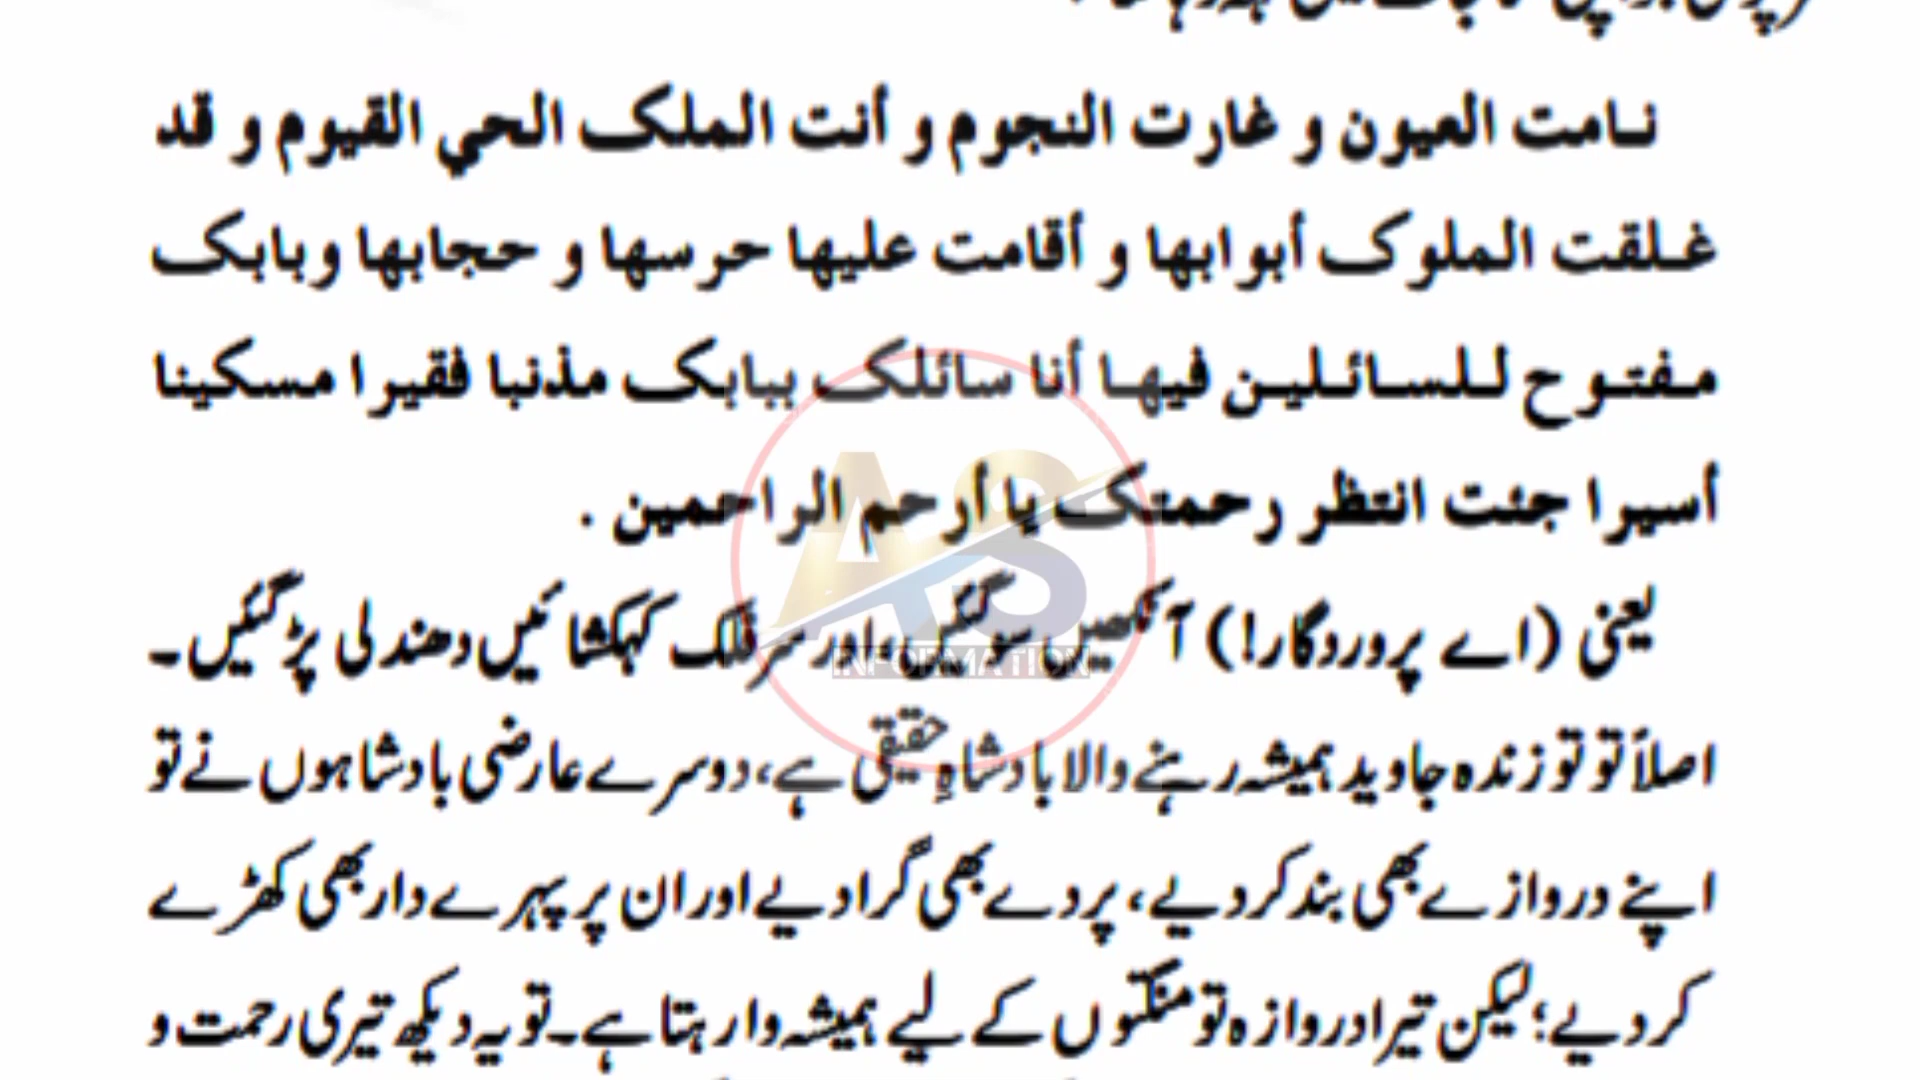 نامت العيون و غارت النجوم و أنت الملک الحي القيوم و قد
غلقت الملوک أبوابها و أقامت عليها حرسها و حجابها وبابک
مفتوح للسائلين فيها أنا سائلک ببابک مذنبا فقيرا مسکينا
أسيرا جئت انتظر رحمتک يا أرحم الراحمين .
یعنی (اے پروردگار!) آنکھیں سوگئیں، اور سرفلک کہکشائیں دھندلی پڑگئیں۔
اصلاً تو تو زندہ جاوید ہمیشہ رہنے والا بادشاہِ حقیقی ہے، دوسرے عارضی بادشاہوں نے تو
اپنے دروازے بھی بند کردیے، پردے بھی گرادیے اور ان پر پہرے دار بھی کھڑے
کردیے؛ لیکن تیرا دروازہ تو منگتوں کے لیے ہمیشہ وا رہتا ہے۔ تو یہ دیکھ تیری رحمت و
AS
INFORMATION